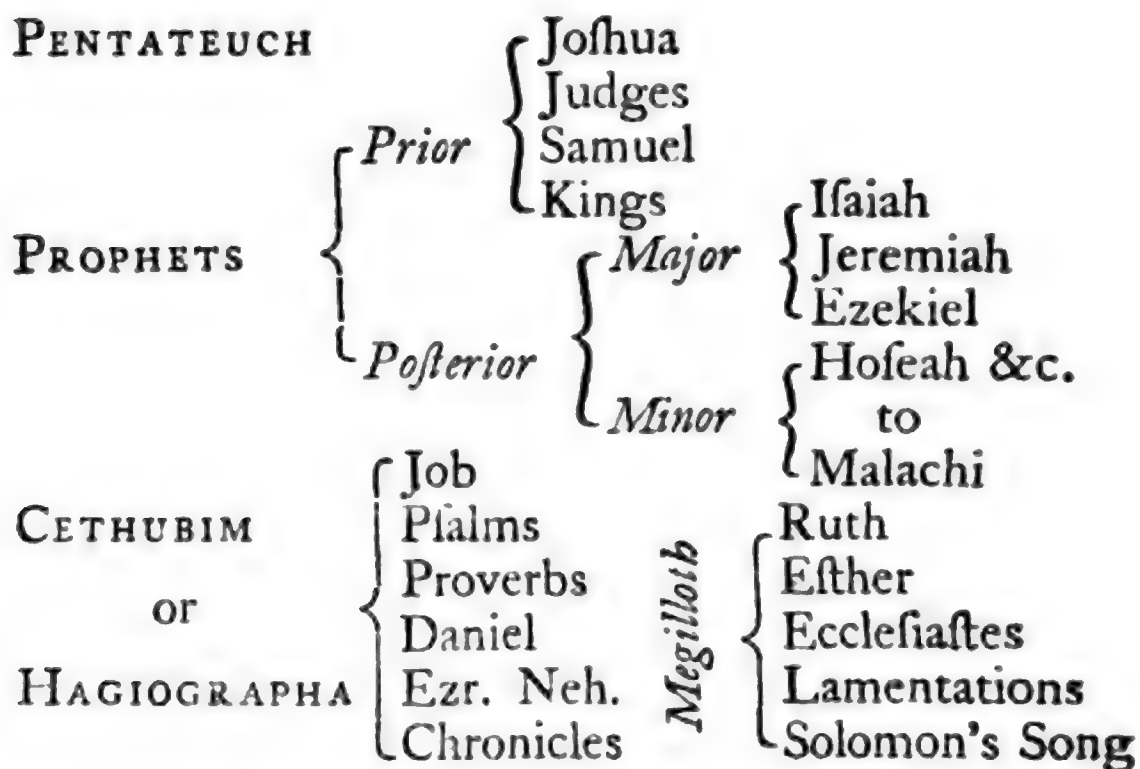 PENTATEUCH
Joſhua
Judges
Prior
Samuel
Kings
Iſaiah
PROPHETS
Major
Jeremiah
Ezekiel
Poſterior
Hoſeah &c.
Minor
to
Malachi
Job
CETHUBIM
Pſalms
Ruth
Proverbs
Eſther
or
Megilloth
Daniel
Eccleſiaſtes
HAGIOGRAPHA
Ezr. Neh.
Lamentations
Chronicles
Solomon's Song